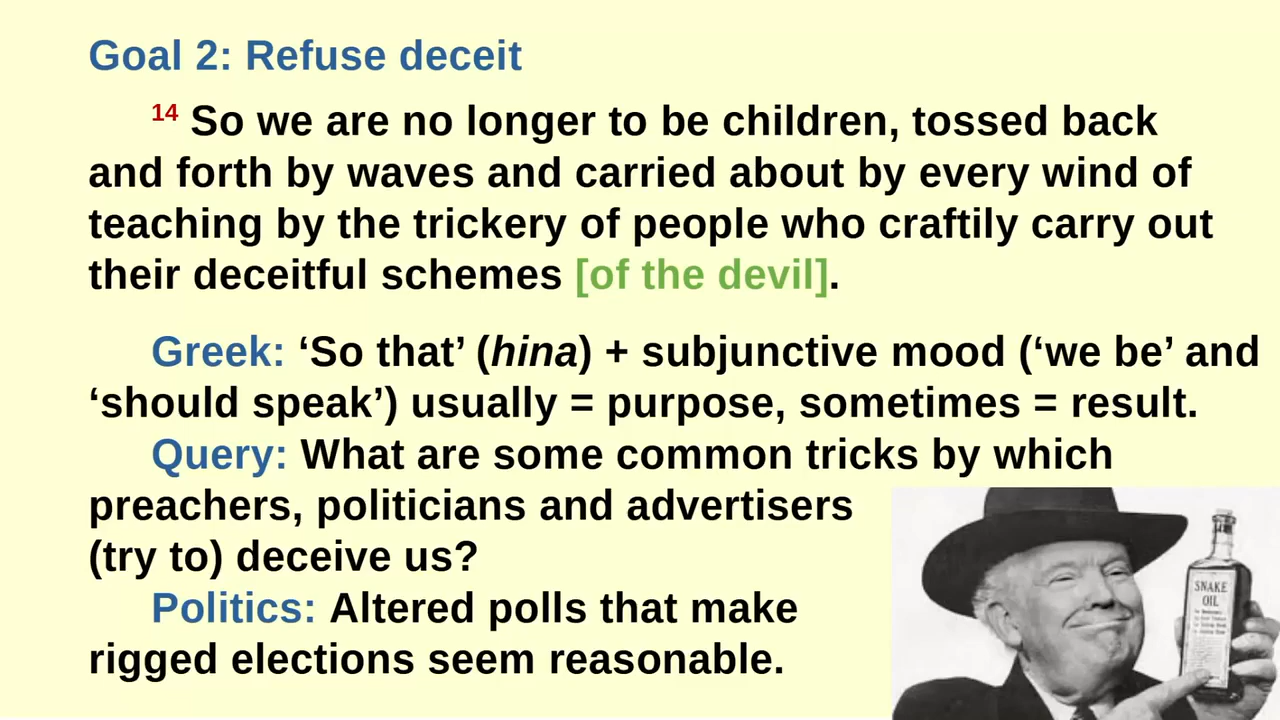 Goal 2: Refuse deceit
14 So we are no longer to be children, tossed back
and forth by waves and carried about by every wind of
teaching by the trickery of people who craftily carry out
their deceitful schemes [of the devil].
Greek: ‘So that’ (hina) + subjunctive mood (‘we be’ and
‘should speak’) usually = purpose, sometimes = result.
Query: What are some common tricks by which
preachers, politicians and advertisers
(try to) deceive us?
Politics: Altered polls that make
rigged elections seem reasonable.
SNAKE
OIL